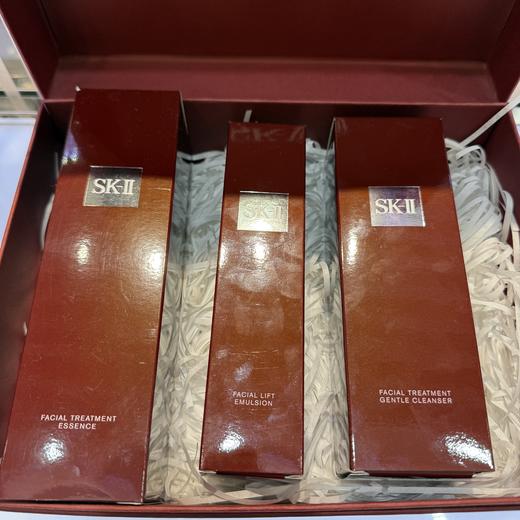 SK-II
FACIAL TREATMENT
ESSENCE
SK-II
FACIAL LIFT
EMULSION
SK-II
FACIAL TREATMENT
GENTLE CLEANSER